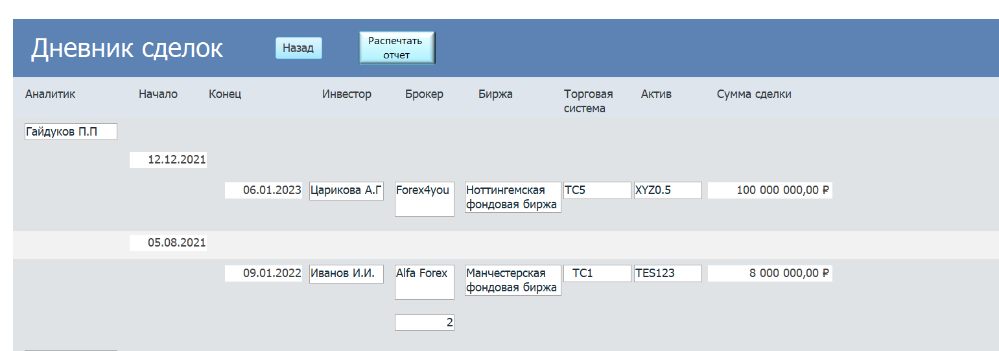 Дневник сделок
Назад
Распечтать
отчет
Аналитик Начало Конец Инвестор Брокер Биржа Торговая система Актив Сумма сделки
Гайдуков П.П
12.12.2021
06.01.2023 Царикова А.Г Forex4you Ноттингемская фондовая биржа ТС5 XYZ0.5 100 000 000,00 ₽
05.08.2021
09.01.2022 Иванов И.И. Alfa Forex Манчестерская фондовая биржа ТС1 TES123 8 000 000,00 ₽
2